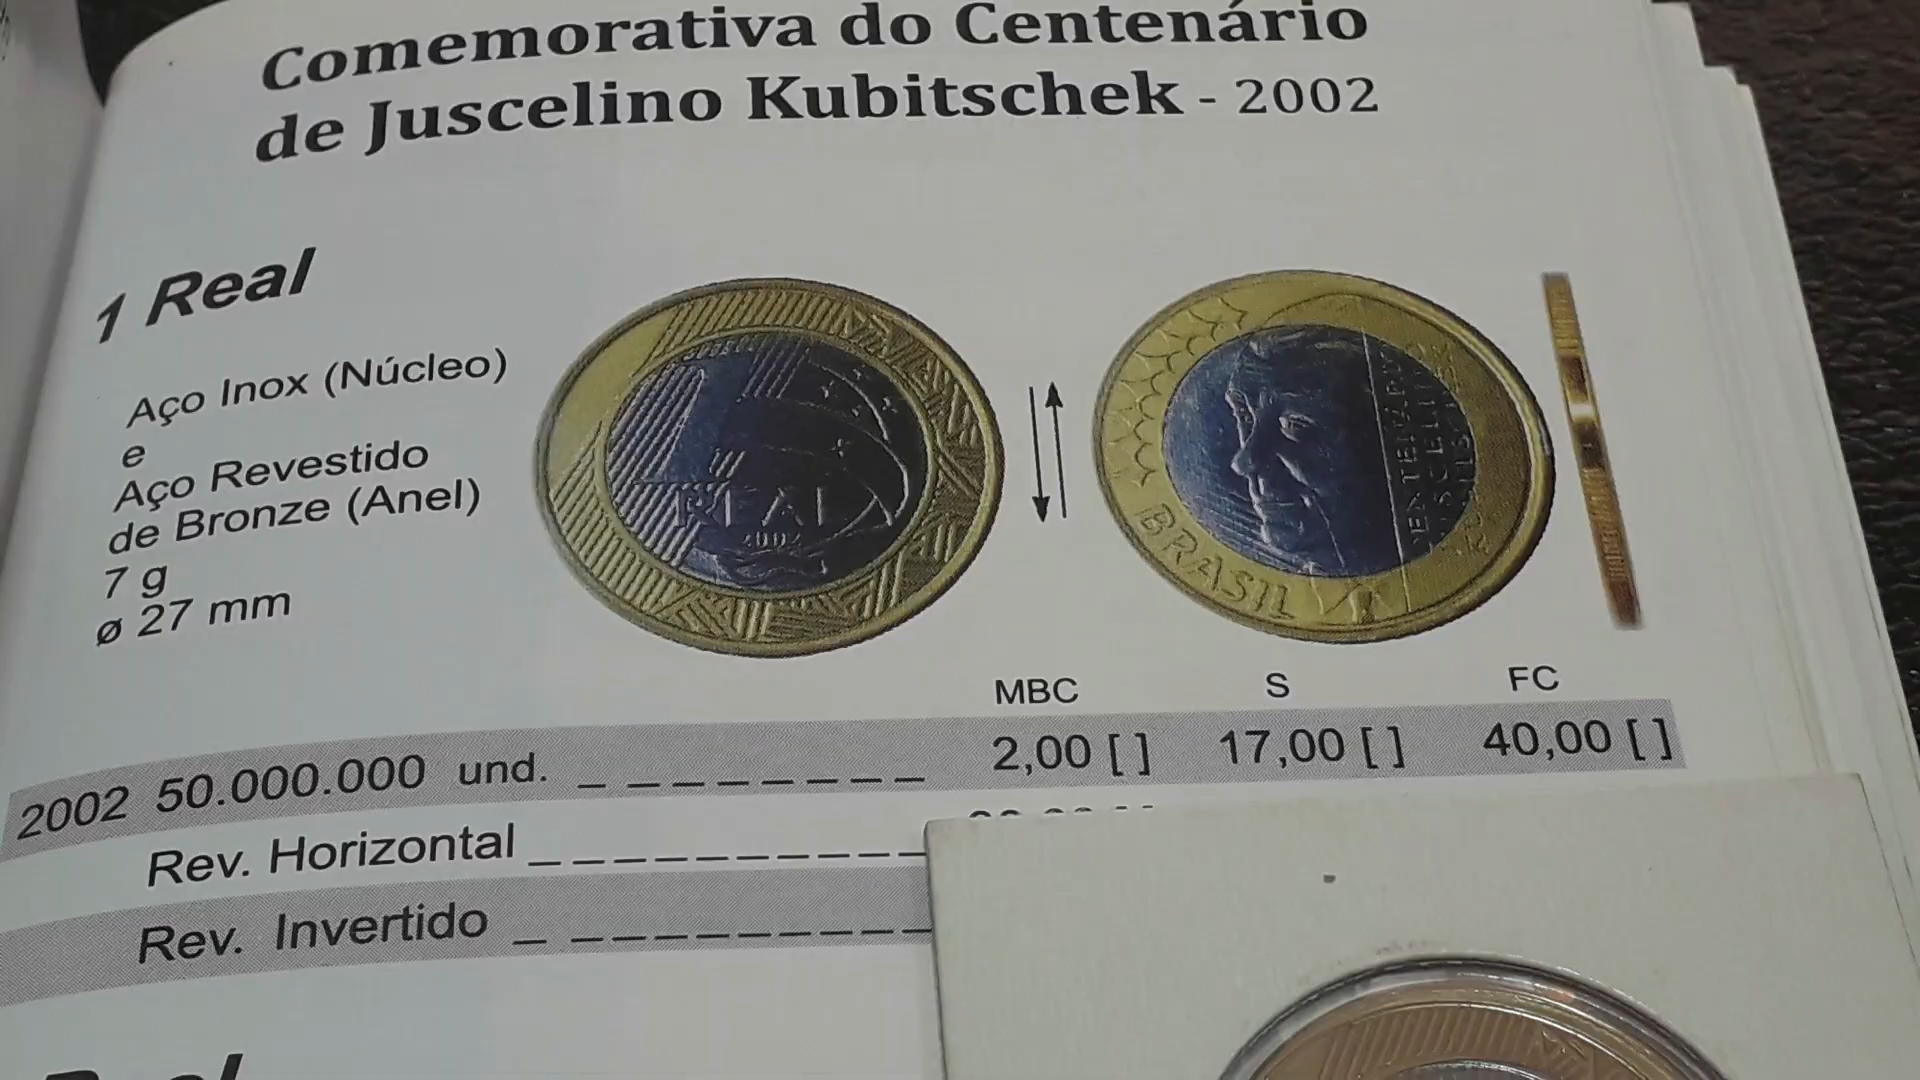 Comemorativa do Centenário
de Juscelino Kubitschek - 2002
1 Real
Aço Inox (Núcleo)
e
Aço Revestido
de Bronze (Anel)
7 g
ø 27 mm
REAL
2002
BRASIL
MBC S FC
2002 50.000.000 und. _ _ _ _ _ _ _ _ _ 2,00 [ ] 17,00 [ ] 40,00 [ ]
Rev. Horizontal _ _ _ _ _ _ _ _ _ _
Rev. Invertido _ _ _ _ _ _ _ _ _ _